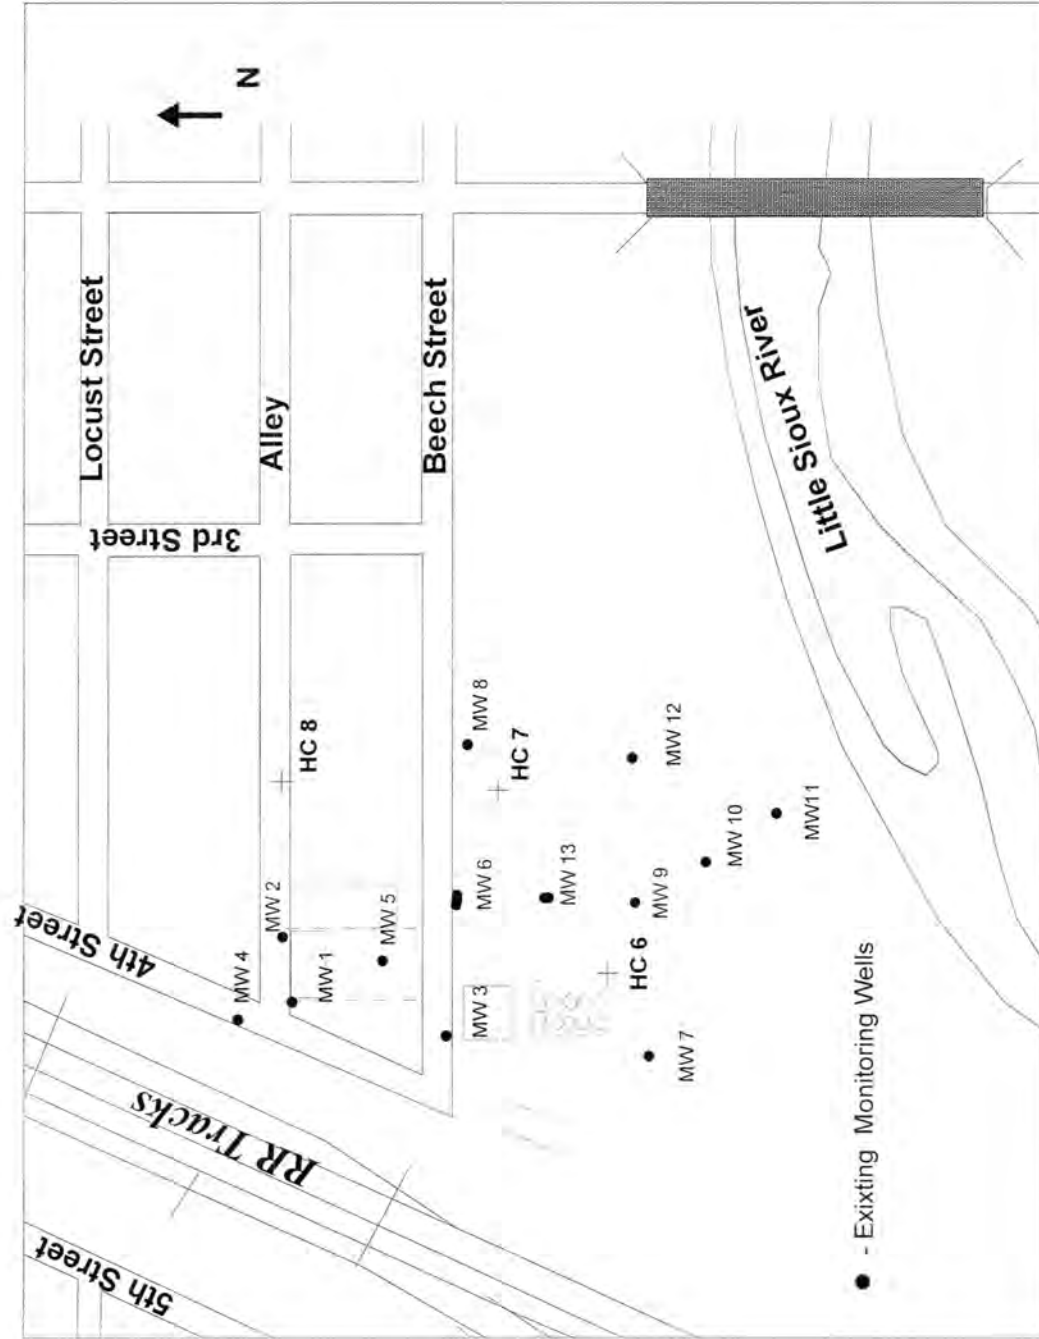 N
Locust Street
Alley
Beech Street
3rd Street
4th Street
5th Street
RR Tracks
Little Sioux River
HC 8
HC 7
HC 6
MW 4
MW 2
MW 1
MW 5
MW 3
MW 6
MW 8
MW 13
MW 12
MW 9
MW 10
MW11
MW 7
- Exixting Monitoring Wells